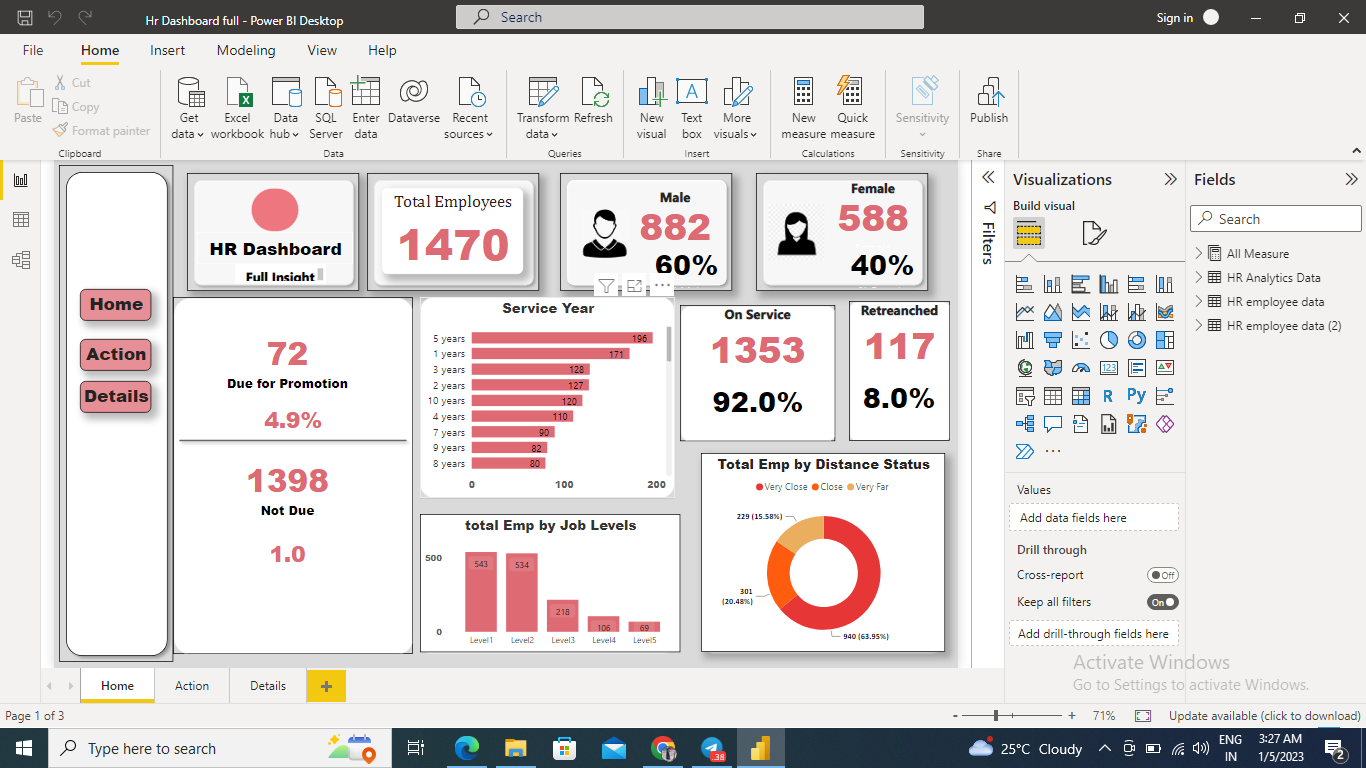 Hr Dashboard full - Power BI Desktop
Search
Sign in
File Home Insert Modeling View Help
Paste
Cut
Copy
Format painter
Clipboard
Get data
Excel workbook
Data hub
SQL Server
Enter data
Dataverse
Recent sources
Data
Transform data
Refresh
Queries
New visual
Text box
More visuals
Insert
New measure
Quick measure
Calculations
Sensitivity
Sensitivity
Publish
Share
Home
Action
Details
HR Dashboard
Full Insight
Total Employees
1470
Male
882
60%
Female
588
40%
72
Due for Promotion
4.9%
1398
Not Due
1.0
Service Year
5 years 196
1 years 171
3 years 128
2 years 127
10 years 120
4 years 110
7 years 90
9 years 82
8 years 80
0 100 200
On Service
1353
92.0%
Retreanched
117
8.0%
total Emp by Job Levels
500
0
543 534 218 106 69
Level1 Level2 Level3 Level4 Level5
Total Emp by Distance Status
Very Close Close Very Far
229 (15.58%)
301
(20.48%)
940 (63.95%)
Filters
Visualizations
Build visual
R Py
123
Values
Add data fields here
Drill through
Cross-report Off
Keep all filters On
Add drill-through fields here
Fields
Search
All Measure
HR Analytics Data
HR employee data
HR employee data (2)
Activate Windows
Go to Settings to activate Windows.
Home Action Details +
Page 1 of 3
- + 71%
Update available (click to download)
Type here to search
38
25°C Cloudy
ENG
IN
3:27 AM
1/5/2023
2